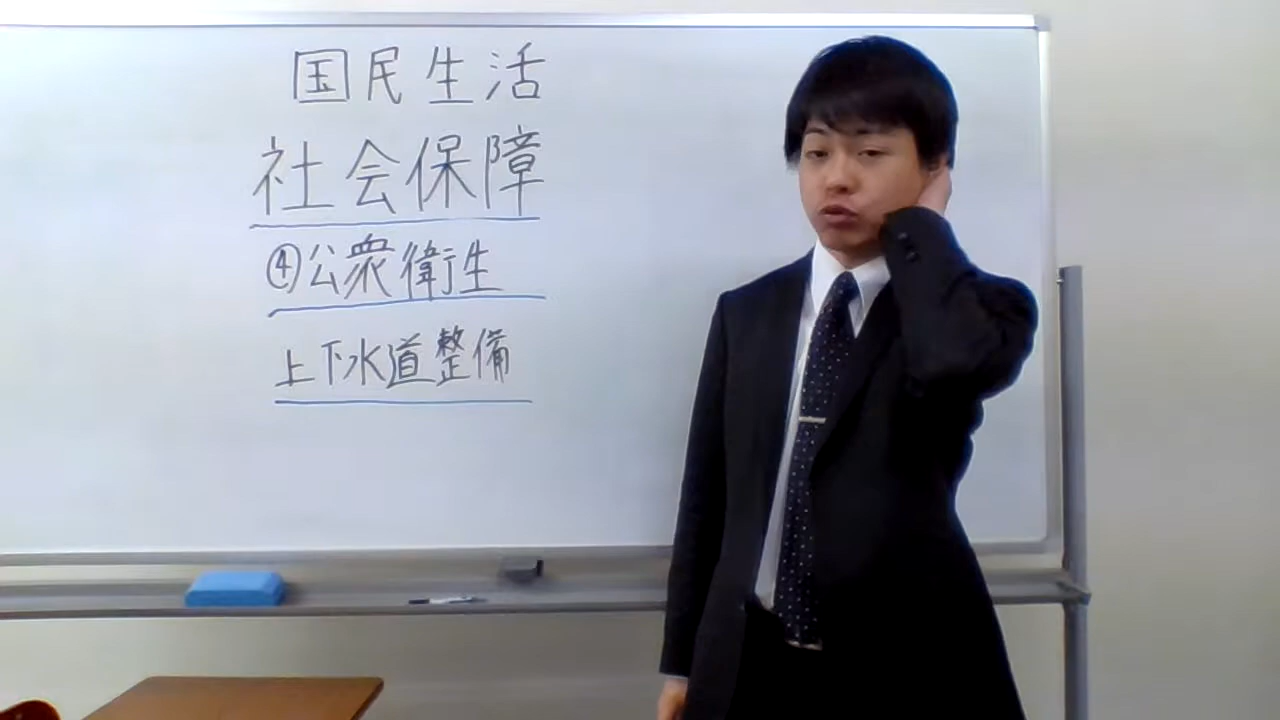 国民生活
社会保障
④公衆衛生
上下水道整備